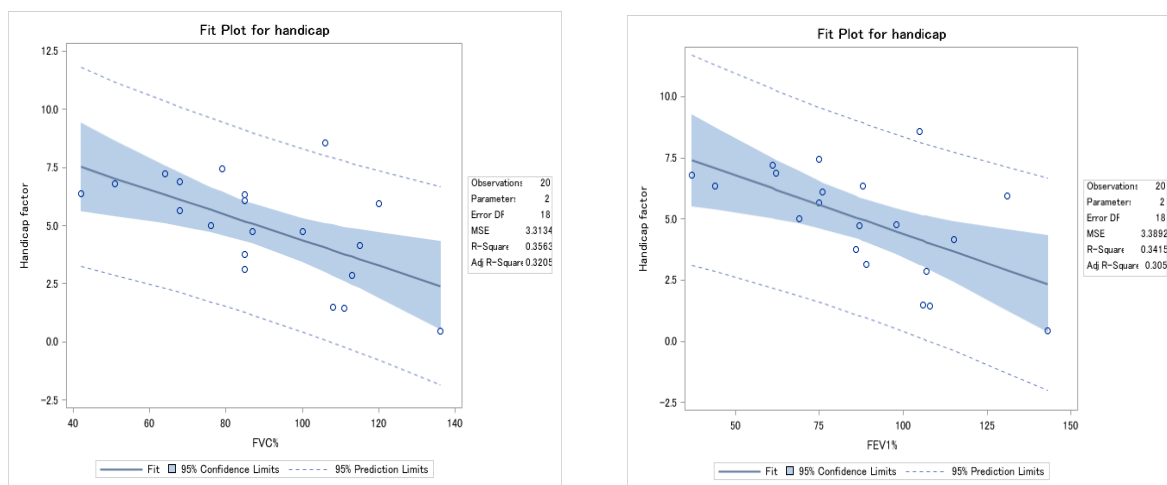 Fit Plot for handicap
12.5
10.0
7.5
5.0
2.5
0.0
-2.5
Handicap factor
40 60 80 100 120 140
FVC%
Observations 20
Parameters 2
Error DF 18
MSE 3.3134
R-Square 0.3563
Adj R-Square 0.3205
Fit 95% Confidence Limits 95% Prediction Limits
Fit Plot for handicap
10.0
7.5
5.0
2.5
0.0
-2.5
Handicap factor
50 75 100 125 150
FEV1%
Observations 20
Parameters 2
Error DF 18
MSE 3.3892
R-Square 0.3415
Adj R-Square 0.305
Fit 95% Confidence Limits 95% Prediction Limits